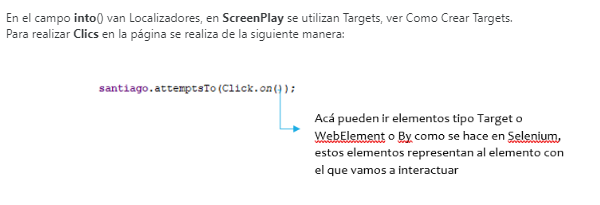 En el campo into() van Localizadores, en ScreenPlay se utilizan Targets, ver Como Crear Targets.
Para realizar Clics en la página se realiza de la siguiente manera:
santiago.attemptsTo(Click.on());
Acá pueden ir elementos tipo Target o
WebElement o By como se hace en Selenium,
estos elementos representan al elemento con
el que vamos a interactuar